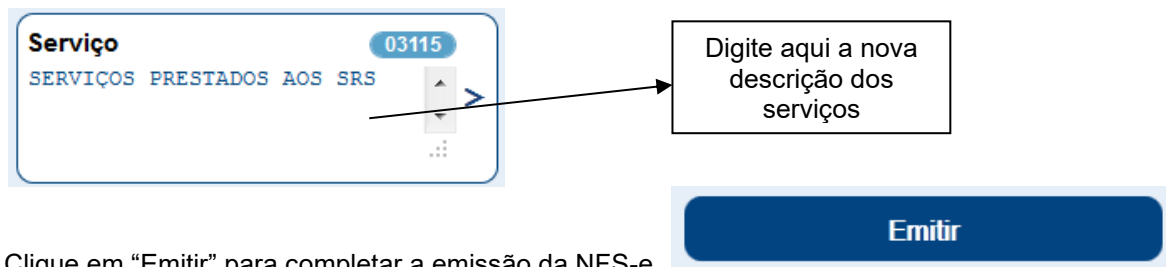 Serviço 03115
SERVIÇOS PRESTADOS AOS SRS
>
Digite aqui a nova
descrição dos
serviços
Emitir
Clique em “Emitir” para completar a emissão da NFS-e